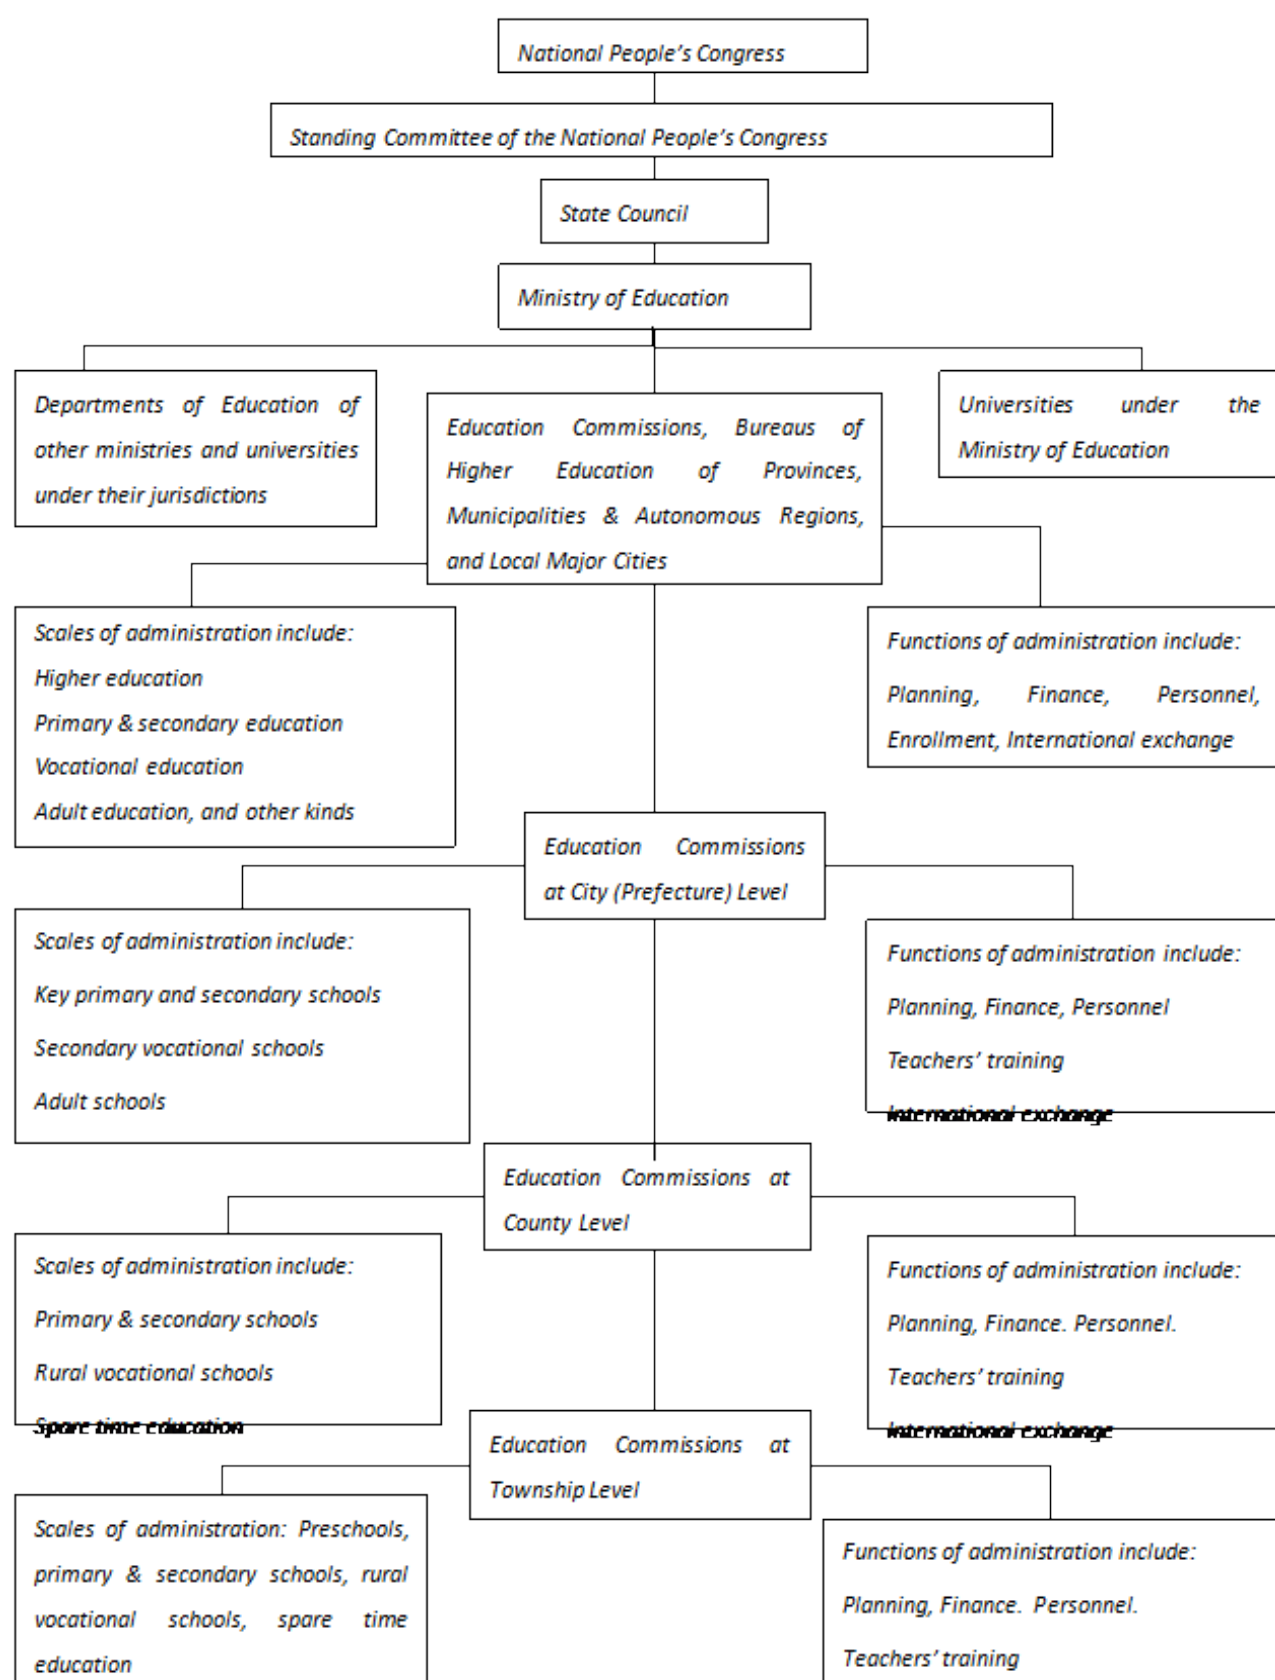 National People's Congress
Standing Committee of the National People's Congress
State Council
Ministry of Education
Departments of Education of
other ministries and universities
under their jurisdictions
Education Commissions, Bureaus of
Higher Education of Provinces,
Municipalities & Autonomous Regions,
and Local Major Cities
Universities under the
Ministry of Education
Scales of administration include:
Higher education
Primary & secondary education
Vocational education
Adult education, and other kinds
Functions of administration include:
Planning, Finance, Personnel,
Enrollment, International exchange
Education Commissions
at City (Prefecture) Level
Scales of administration include:
Key primary and secondary schools
Secondary vocational schools
Adult schools
Functions of administration include:
Planning, Finance, Personnel
Teachers' training
International exchange
Education Commissions at
County Level
Scales of administration include:
Primary & secondary schools
Rural vocational schools
Spare time education
Functions of administration include:
Planning, Finance. Personnel.
Teachers' training
International exchange
Education Commissions at
Township Level
Scales of administration: Preschools,
primary & secondary schools, rural
vocational schools, spare time
education
Functions of administration include:
Planning, Finance. Personnel.
Teachers' training